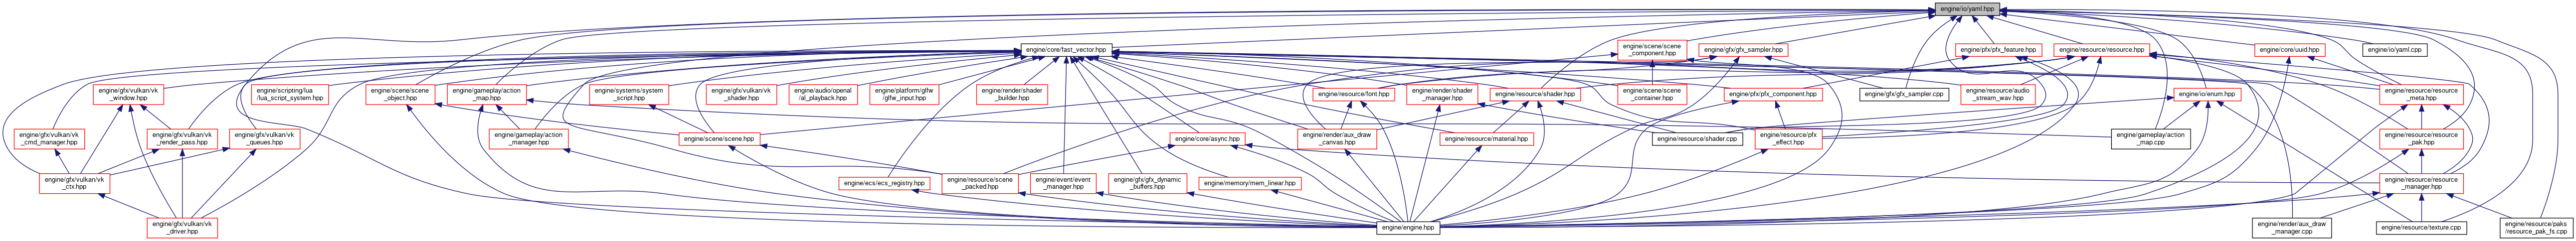 engine/io/yaml.hpp
engine/core/fast_vector.hpp
engine/scene/scene
_component.hpp
engine/gfx/gfx_sampler.hpp
engine/pfx/pfx_feature.hpp
engine/resource/resource.hpp
engine/core/uuid.hpp
engine/io/yaml.cpp
engine/gfx/vulkan/vk
_window.hpp
engine/scripting/lua
/lua_script_system.hpp
engine/scene/scene
_object.hpp
engine/gameplay/action
_map.hpp
engine/systems/system
_script.hpp
engine/gfx/vulkan/vk
_shader.hpp
engine/audio/openal
/al_playback.hpp
engine/platform/glfw
/glfw_input.hpp
engine/render/shader
_builder.hpp
engine/resource/font.hpp
engine/render/shader
_manager.hpp
engine/resource/shader.hpp
engine/scene/scene
_container.hpp
engine/pfx/pfx_component.hpp
engine/gfx/gfx_sampler.cpp
engine/resource/audio
_stream_wav.hpp
engine/io/enum.hpp
engine/resource/resource
_meta.hpp
engine/gfx/vulkan/vk
_cmd_manager.hpp
engine/gfx/vulkan/vk
_render_pass.hpp
engine/gfx/vulkan/vk
_queues.hpp
engine/gameplay/action
_manager.hpp
engine/scene/scene.hpp
engine/core/async.hpp
engine/render/aux_draw
_canvas.hpp
engine/resource/material.hpp
engine/resource/shader.cpp
engine/resource/pfx
_effect.hpp
engine/gameplay/action
_map.cpp
engine/resource/resource
_pak.hpp
engine/gfx/vulkan/vk
_ctx.hpp
engine/ecs/ecs_registry.hpp
engine/resource/scene
_packed.hpp
engine/event/event
_manager.hpp
engine/gfx/gfx_dynamic
_buffers.hpp
engine/memory/mem_linear.hpp
engine/resource/resource
_manager.hpp
engine/gfx/vulkan/vk
_driver.hpp
engine/engine.hpp
engine/render/aux_draw
_manager.cpp
engine/resource/texture.cpp
engine/resource/paks
/resource_pak_fs.cpp